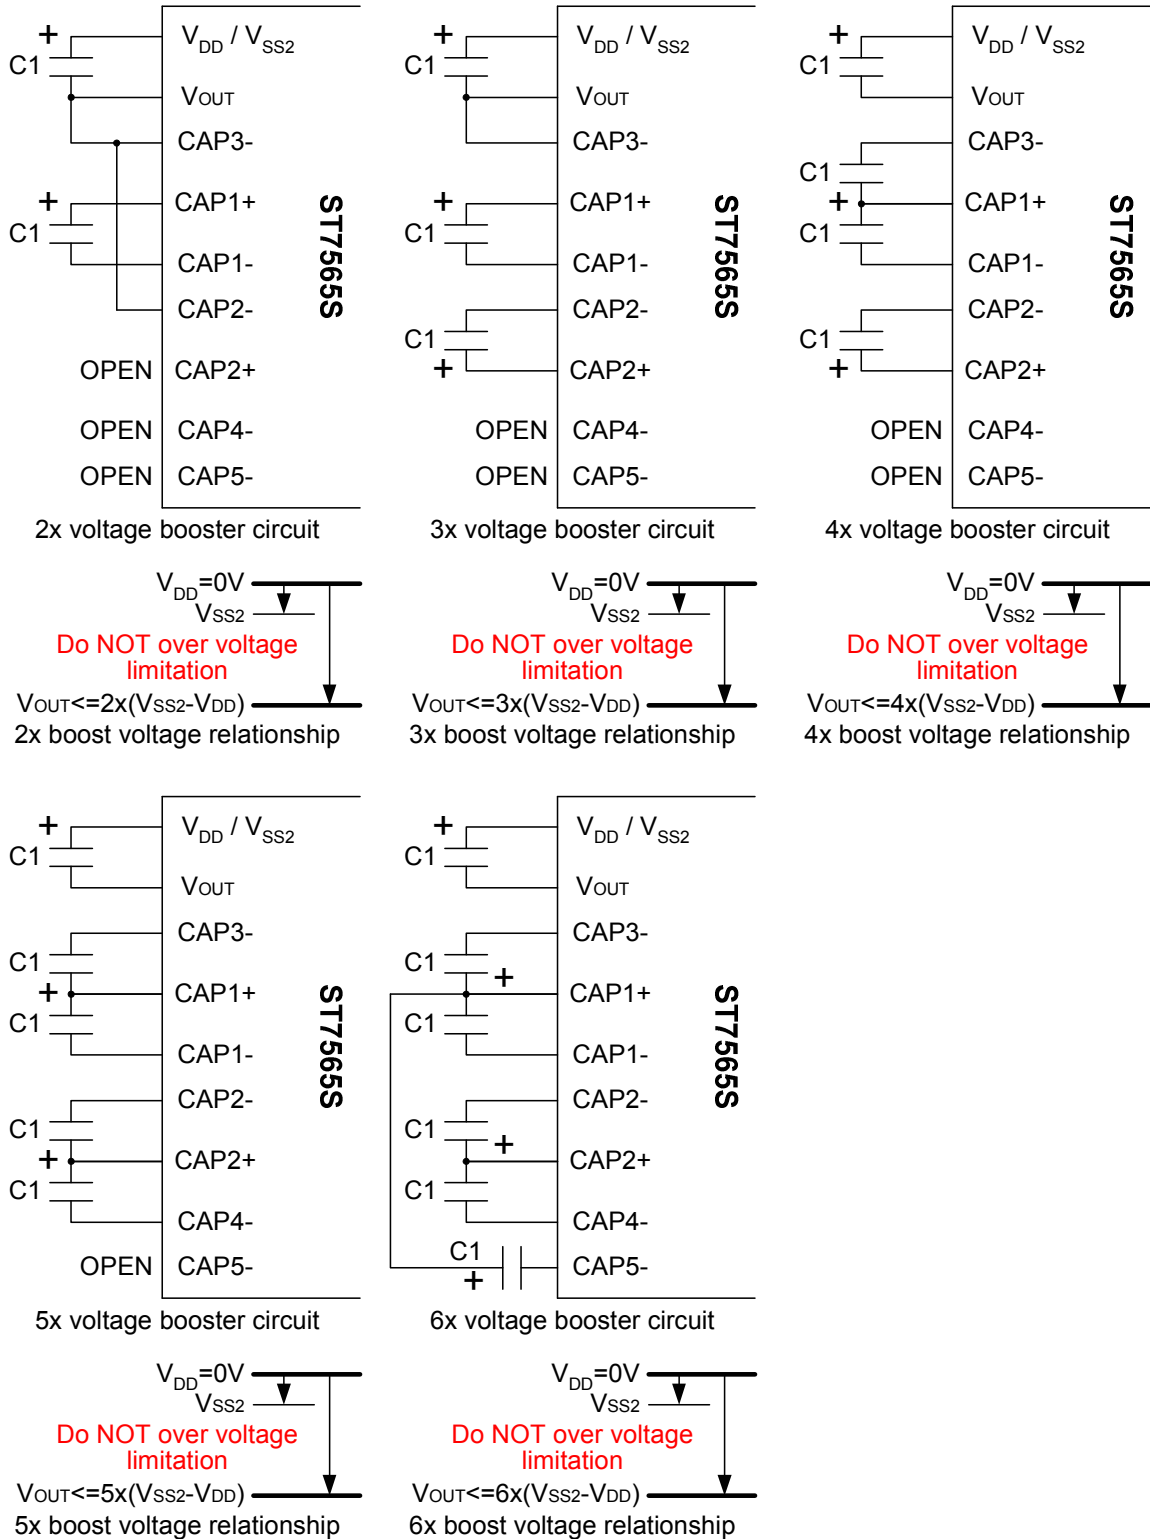 +
C1
VDD / VSS2
VOUT
CAP3-
+
C1
CAP1+
CAP1-
CAP2-
OPEN CAP2+
OPEN CAP4-
OPEN CAP5-
ST7565S
2x voltage booster circuit
VDD=0V
VSS2
Do NOT over voltage
limitation
VOUT<=2x(VSS2-VDD)
2x boost voltage relationship
+
C1
VDD / VSS2
VOUT
CAP3-
+
C1
CAP1+
CAP1-
CAP2-
C1
+
CAP2+
OPEN CAP4-
OPEN CAP5-
ST7565S
3x voltage booster circuit
VDD=0V
VSS2
Do NOT over voltage
limitation
VOUT<=3x(VSS2-VDD)
3x boost voltage relationship
+
C1
VDD / VSS2
VOUT
CAP3-
C1
+
CAP1+
C1
CAP1-
CAP2-
C1
+
CAP2+
OPEN CAP4-
OPEN CAP5-
ST7565S
4x voltage booster circuit
VDD=0V
VSS2
Do NOT over voltage
limitation
VOUT<=4x(VSS2-VDD)
4x boost voltage relationship
+
C1
VDD / VSS2
VOUT
CAP3-
C1
+
CAP1+
C1
CAP1-
CAP2-
C1
+
CAP2+
C1
CAP4-
OPEN CAP5-
ST7565S
5x voltage booster circuit
VDD=0V
VSS2
Do NOT over voltage
limitation
VOUT<=5x(VSS2-VDD)
5x boost voltage relationship
+
C1
VDD / VSS2
VOUT
CAP3-
C1
+
CAP1+
C1
CAP1-
CAP2-
C1
+
CAP2+
C1
CAP4-
C1
+
CAP5-
ST7565S
6x voltage booster circuit
VDD=0V
VSS2
Do NOT over voltage
limitation
VOUT<=6x(VSS2-VDD)
6x boost voltage relationship